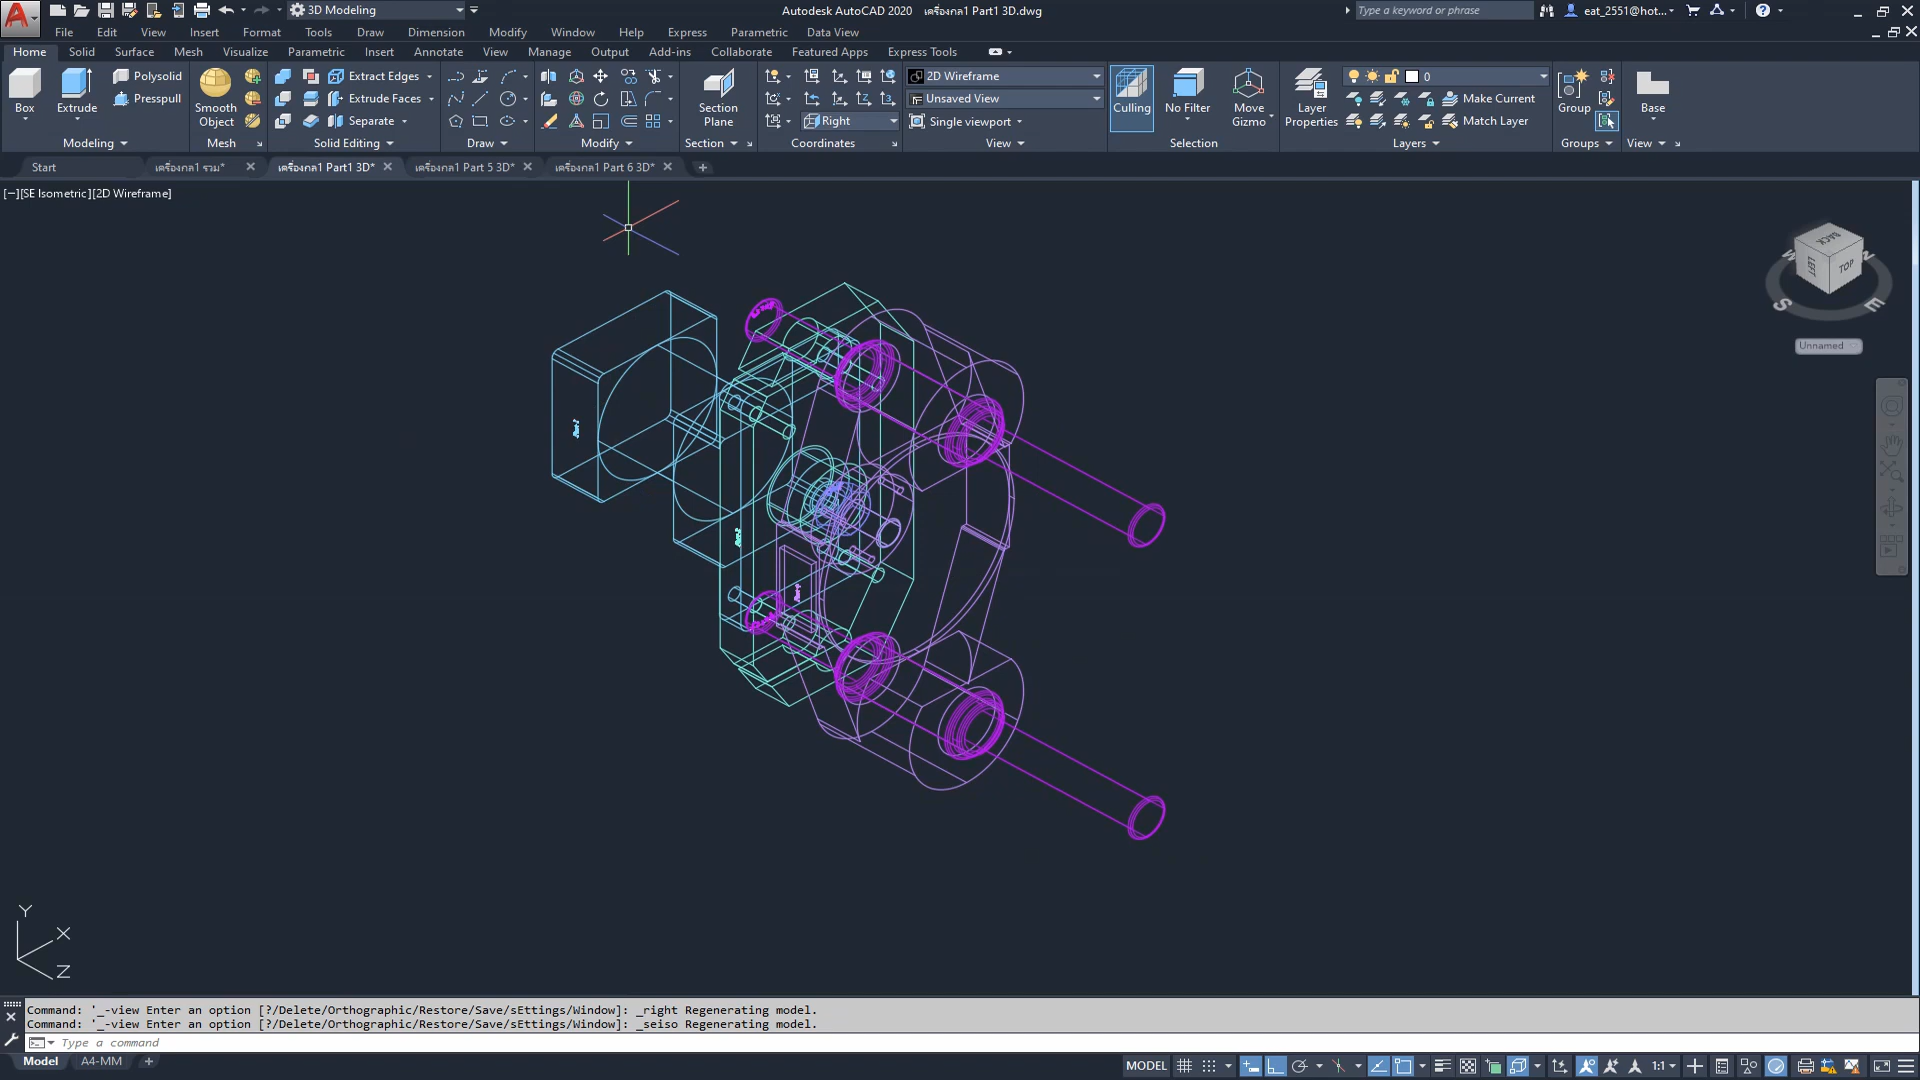 3D Modeling
Autodesk AutoCAD 2020 เครื่องกล1 Part1 3D.dwg
Type a keyword or phrase
eat_2551@hot...
File Edit View Insert Format Tools Draw Dimension Modify Window Help Express Parametric Data View
Home Solid Surface Mesh Visualize Parametric Insert Annotate View Manage Output Add-ins Collaborate Featured Apps Express Tools
Box
Extrude
Polysolid
Presspull
Modeling
Smooth Object
Mesh
Extract Edges
Extrude Faces
Separate
Solid Editing
Draw
Modify
Section Plane
Section
Right
Coordinates
2D Wireframe
Unsaved View
Single viewport
View
Culling
No Filter
Move Gizmo
Selection
Layer Properties
0
Make Current
Match Layer
Layers
Group
Groups
Base
View
Start
เครื่องกล1 รวม*
เครื่องกล1 Part1 3D*
เครื่องกล1 Part 5 3D*
เครื่องกล1 Part 6 3D*
[−][SE Isometric][2D Wireframe]
BACK
LEFT
TOP
W N S E
Unnamed
Y
X
Z
Command: '_-view Enter an option [?/Delete/Orthographic/Restore/Save/sEttings/Window]: _right Regenerating model.
Command: '_-view Enter an option [?/Delete/Orthographic/Restore/Save/sEttings/Window]: _seiso Regenerating model.
Type a command
Model A4-MM
MODEL
1:1